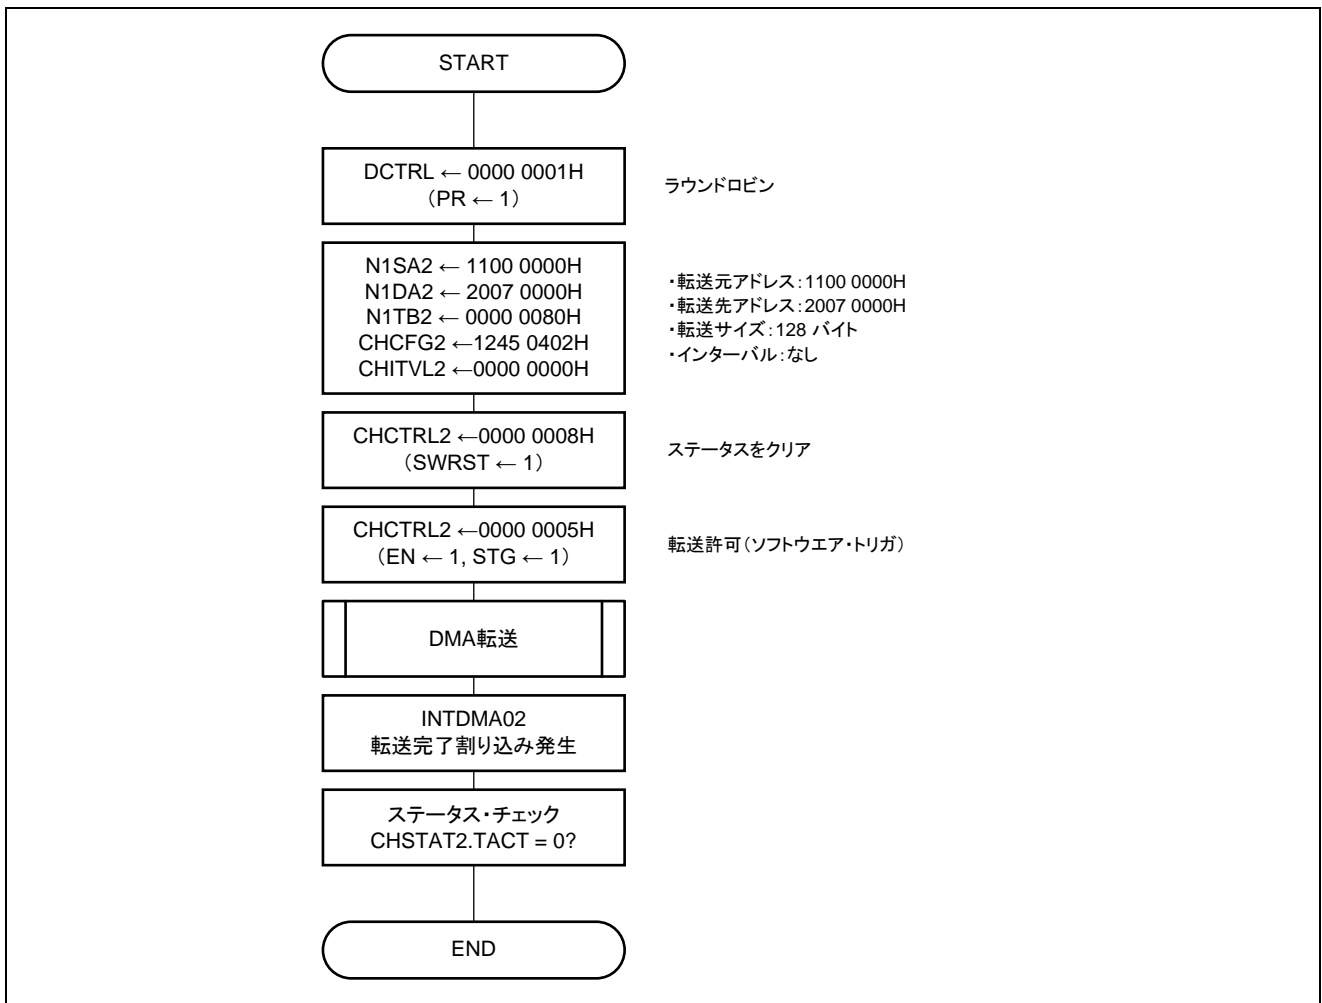 START
DCTRL ← 0000 0001H
（PR ← 1）
ラウンドロビン
N1SA2 ← 1100 0000H
N1DA2 ← 2007 0000H
N1TB2 ← 0000 0080H
CHCFG2 ←1245 0402H
CHITVL2 ←0000 0000H
・転送元アドレス：1100 0000H
・転送先アドレス：2007 0000H
・転送サイズ：128 バイト
・インターバル：なし
CHCTRL2 ←0000 0008H
（SWRST ← 1）
ステータスをクリア
CHCTRL2 ←0000 0005H
（EN ← 1, STG ← 1）
転送許可（ソフトウエア・トリガ）
DMA転送
INTDMA02
転送完了割り込み発生
ステータス・チェック
CHSTAT2.TACT = 0?
END